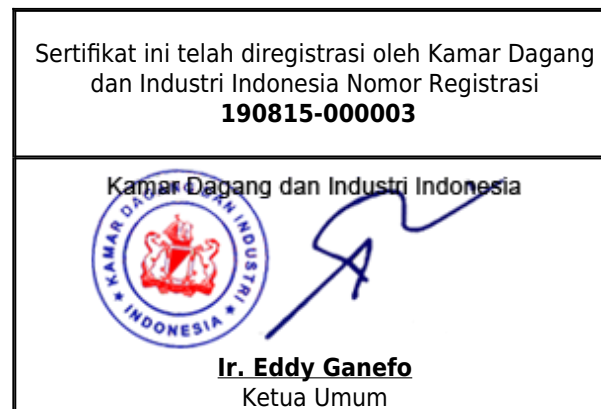 Sertifikat ini telah diregistrasi oleh Kamar Dagang
dan Industri Indonesia Nomor Registrasi
190815-000003
Kamar Dagang dan Industri Indonesia
KAMAR DAGANG DAN INDUSTRI
INDONESIA
Ir. Eddy Ganefo
Ketua Umum